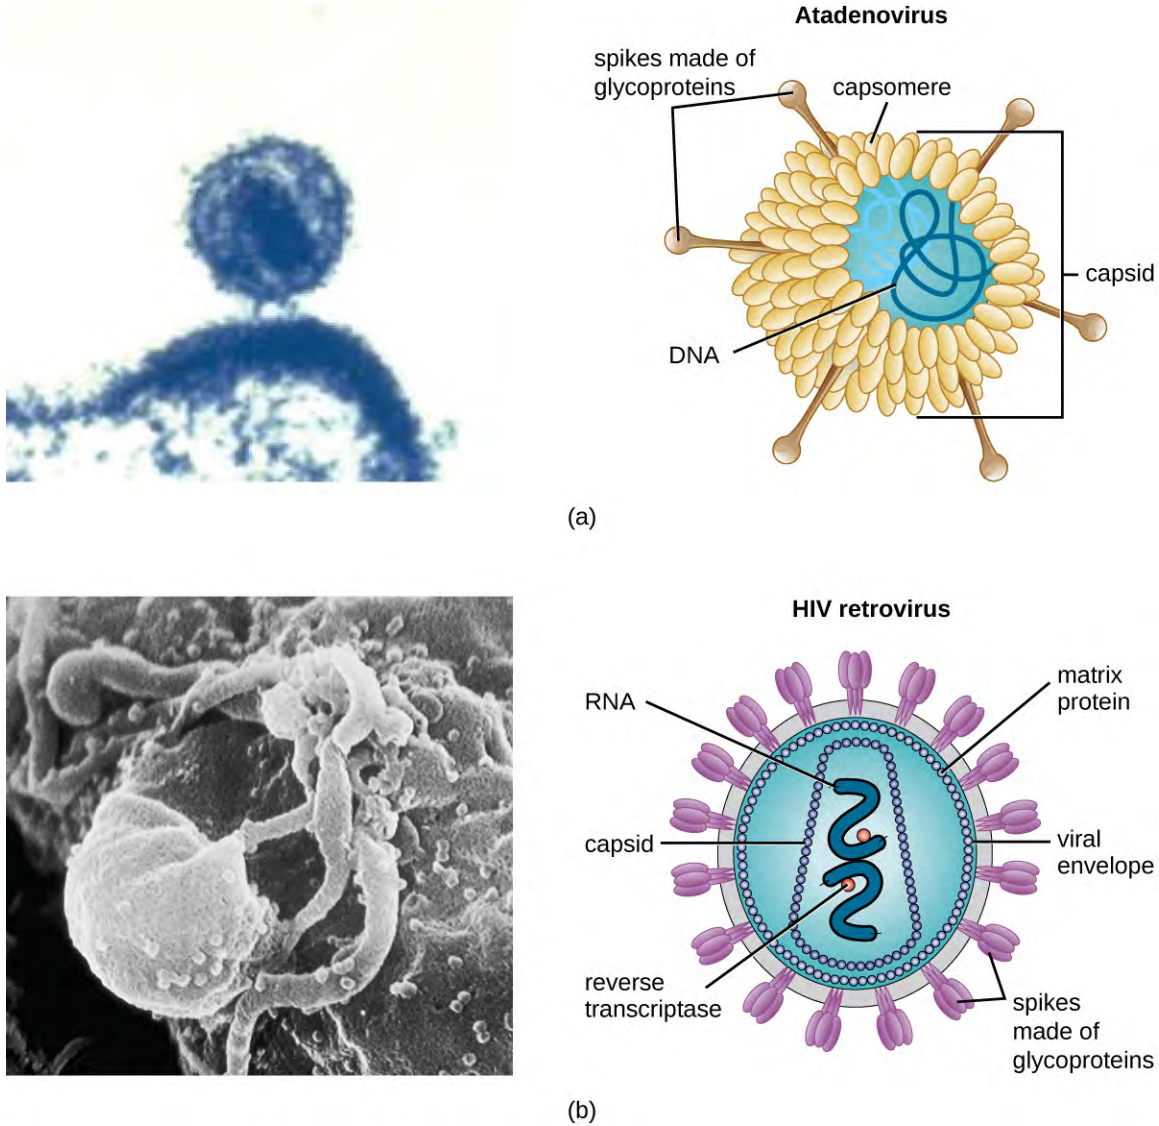 Atadenovirus
spikes made of
glycoproteins
capsomere
capsid
DNA
(a)
HIV retrovirus
RNA
matrix
protein
capsid
viral
envelope
reverse
transcriptase
spikes
made of
glycoproteins
(b)